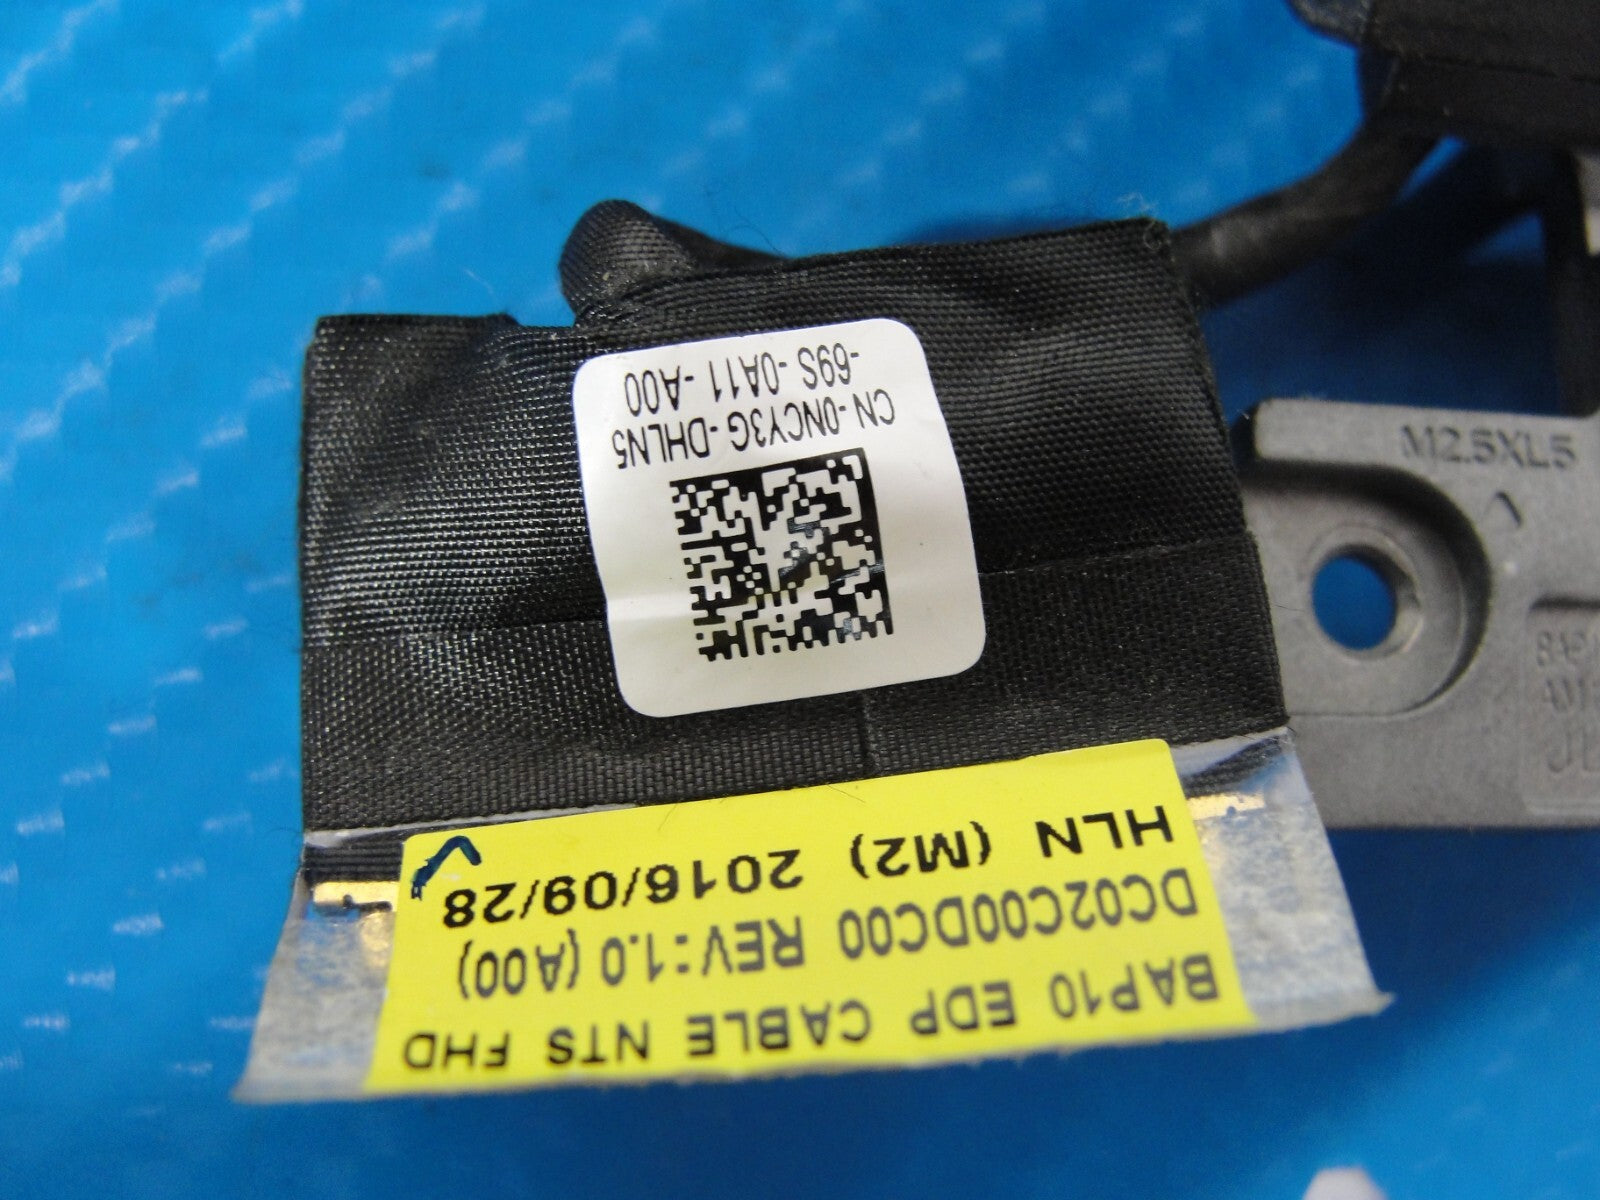 CN -0NCY3G -DHLN5
-69S -0A11 -A00
BAP10 EDP CABLE NTS FHD
DC02C00DC00 REV:1.0 (A00)
HLN (M2) 2016/09/28
M2.5XL5